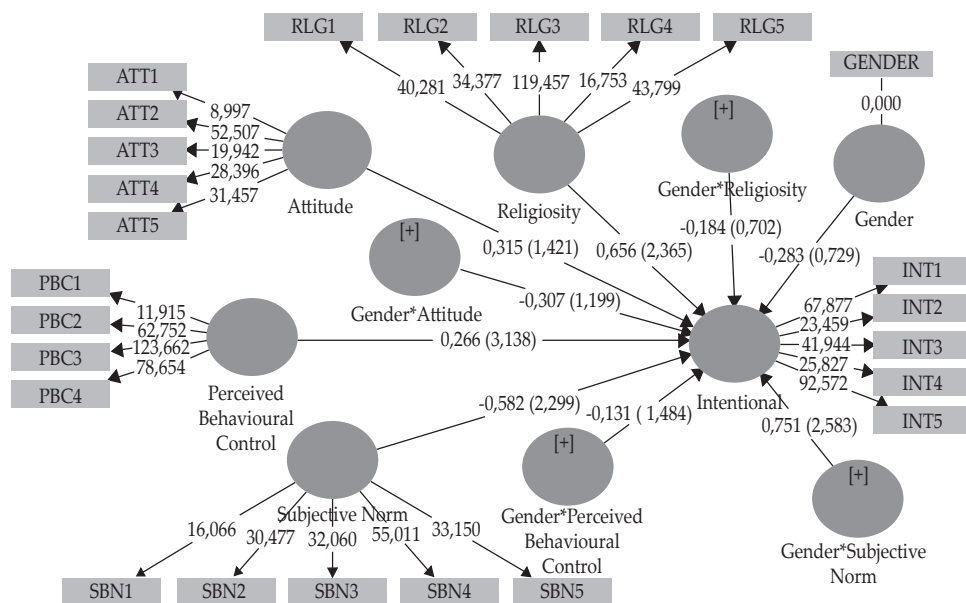 RLG1
RLG2
RLG3
RLG4
RLG5
40,281
34,377
119,457
16,753
43,799
Religiosity
GENDER
0,000
Gender
[+]
Gender*Religiosity
-0,184 (0,702)
-0,283 (0,729)
ATT1
ATT2
ATT3
ATT4
ATT5
8,997
52,507
19,942
28,396
31,457
Attitude
0,315 (1,421)
0,656 (2,365)
[+]
Gender*Attitude
-0,307 (1,199)
PBC1
PBC2
PBC3
PBC4
11,915
62,752
123,662
78,654
Perceived
Behavioural
Control
0,266 (3,138)
Intentional
67,877
23,459
41,944
25,827
92,572
INT1
INT2
INT3
INT4
INT5
-0,582 (2,299)
-0,131 ( 1,484)
0,751 (2,583)
Subjective Norm
16,066
30,477
32,060
55,011
33,150
SBN1
SBN2
SBN3
SBN4
SBN5
[+]
Gender*Perceived
Behavioural
Control
[+]
Gender*Subjective
Norm